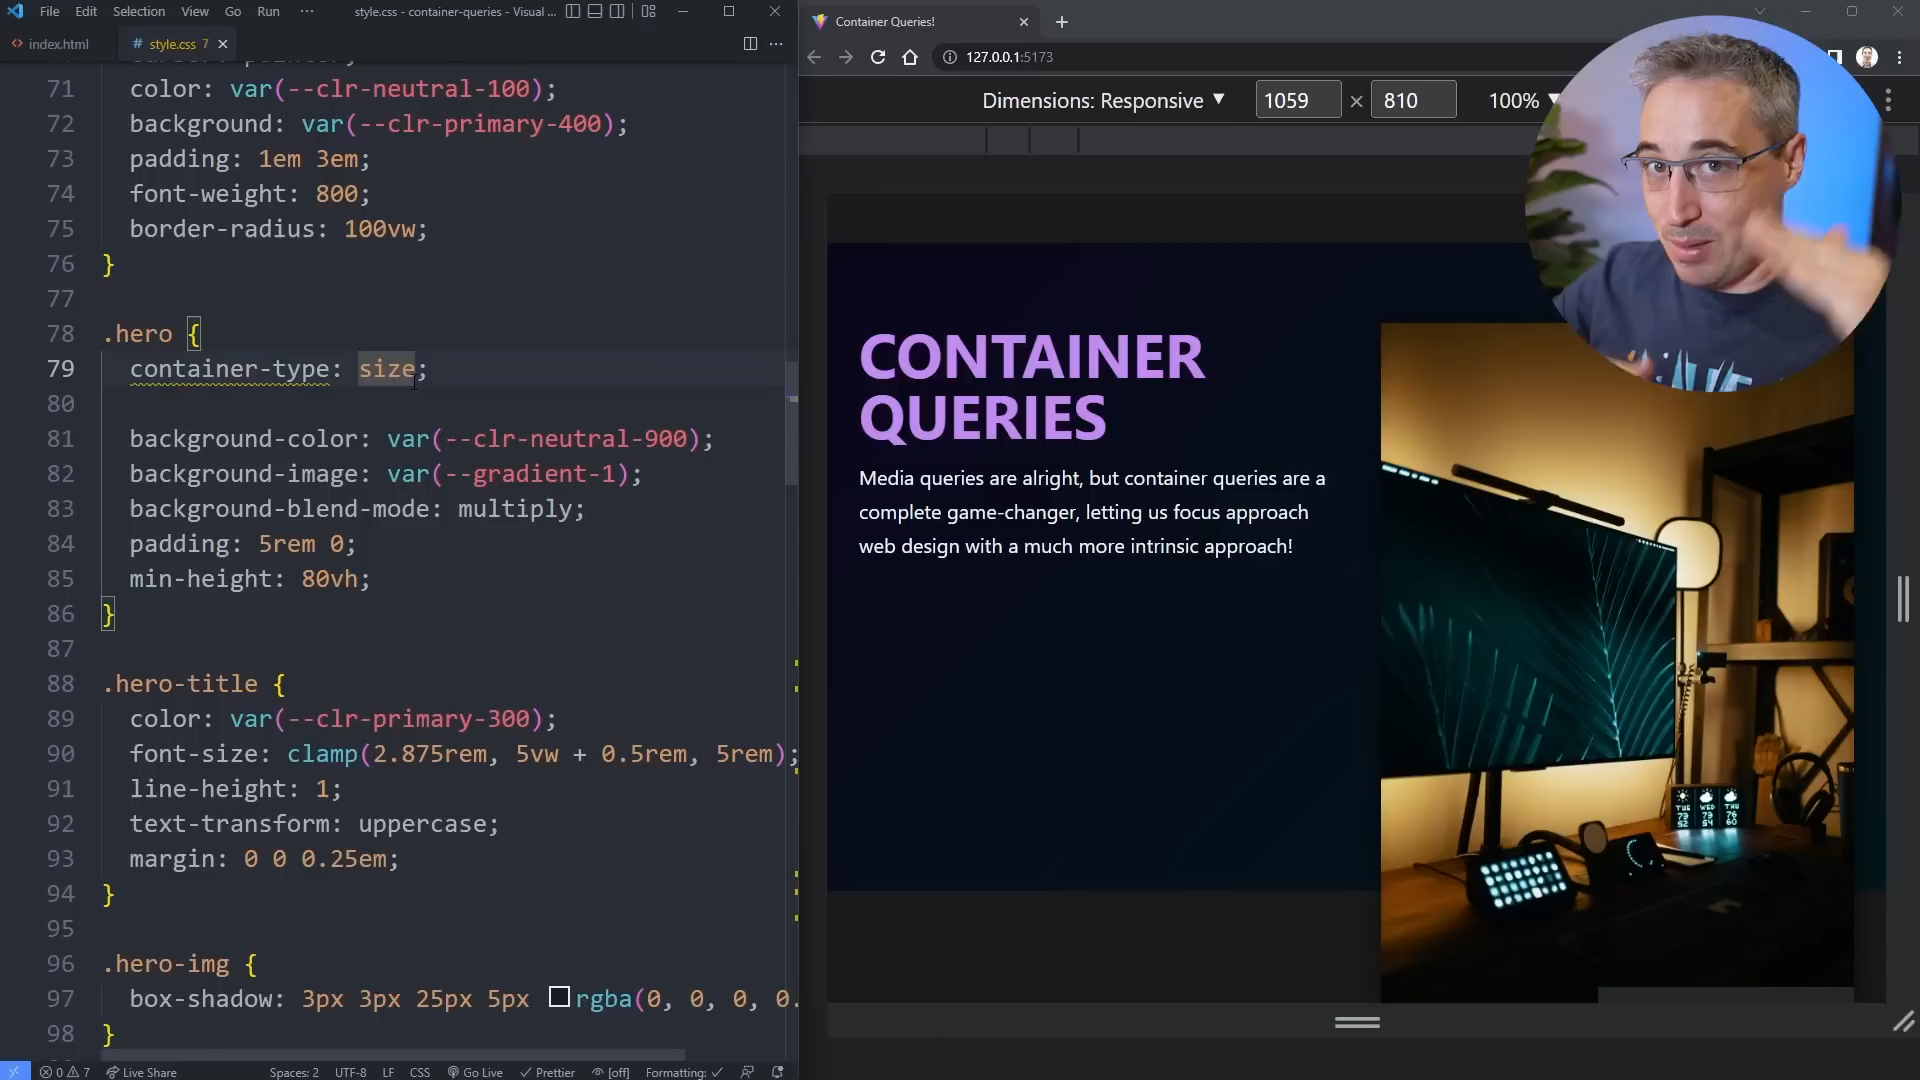 File Edit Selection View Go Run ··· style.css - container-queries - Visual ...
index.html # style.css 7
71 color: var(--clr-neutral-100);
72 background: var(--clr-primary-400);
73 padding: 1em 3em;
74 font-weight: 800;
75 border-radius: 100vw;
76 }
77
78 .hero {
79 container-type: size;
80
81 background-color: var(--clr-neutral-900);
82 background-image: var(--gradient-1);
83 background-blend-mode: multiply;
84 padding: 5rem 0;
85 min-height: 80vh;
86 }
87
88 .hero-title {
89 color: var(--clr-primary-300);
90 font-size: clamp(2.875rem, 5vw + 0.5rem, 5rem);
91 line-height: 1;
92 text-transform: uppercase;
93 margin: 0 0 0.25em;
94 }
95
96 .hero-img {
97 box-shadow: 3px 3px 25px 5px rgba(0, 0, 0, 0.
98 }
0 7 Live Share Spaces: 2 UTF-8 LF CSS Go Live Prettier [off] Formatting:
Container Queries!
127.0.0.1:5173
Dimensions: Responsive 1059 × 810 100%
CONTAINER
QUERIES
Media queries are alright, but container queries are a
complete game-changer, letting us focus approach
web design with a much more intrinsic approach!
TUE WED THU